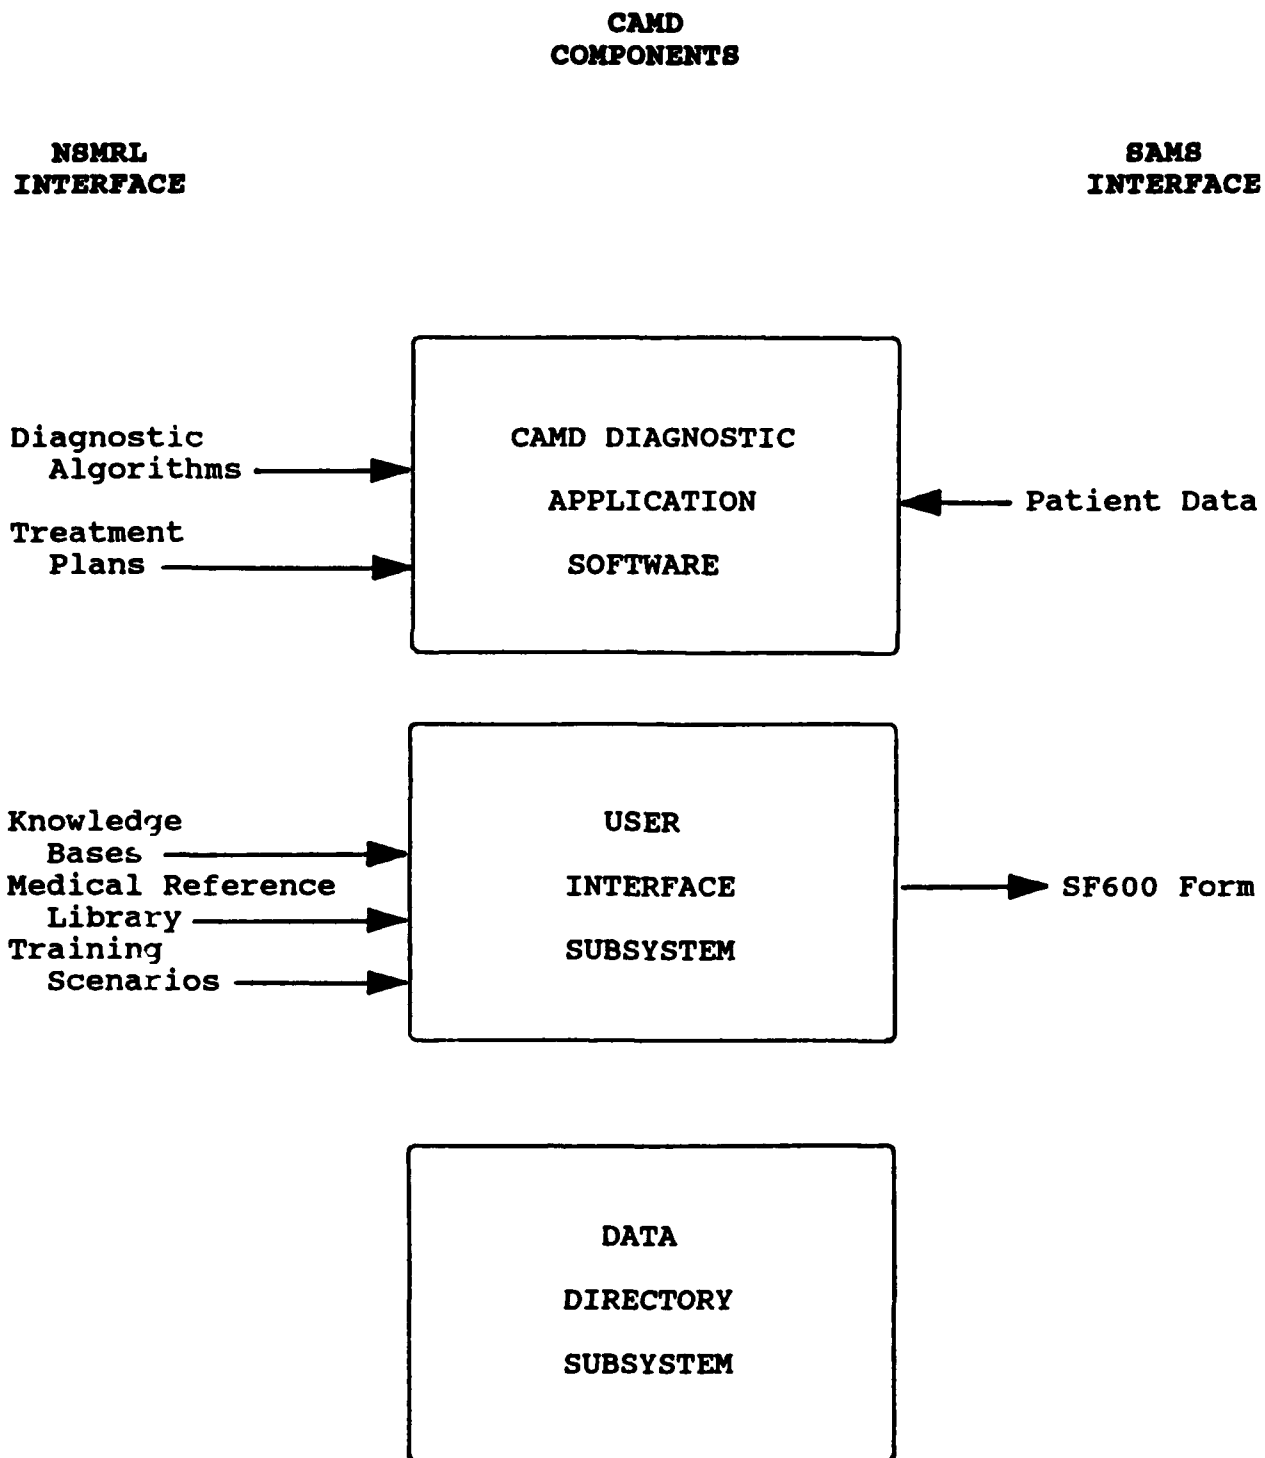 CAMD
COMPONENTS
NSMRL
INTERFACE
SAMS
INTERFACE
Diagnostic
Algorithms
Treatment
Plans
CAMD DIAGNOSTIC
APPLICATION
SOFTWARE
Patient Data
Knowledge
Bases
Medical Reference
Library
Training
Scenarios
USER
INTERFACE
SUBSYSTEM
SF600 Form
DATA
DIRECTORY
SUBSYSTEM